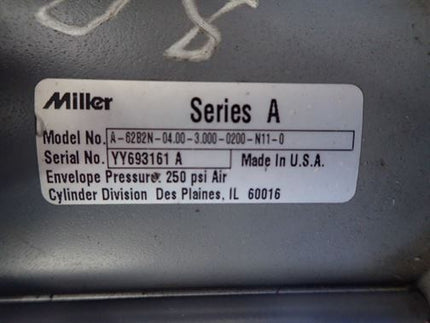 Miller Series A
Model No. A-62B2N-04.00-3.000-0200-N11-0
Serial No. YY693161 A Made In U.S.A.
Envelope Pressure: 250 psi Air
Cylinder Division Des Plaines, IL 60016